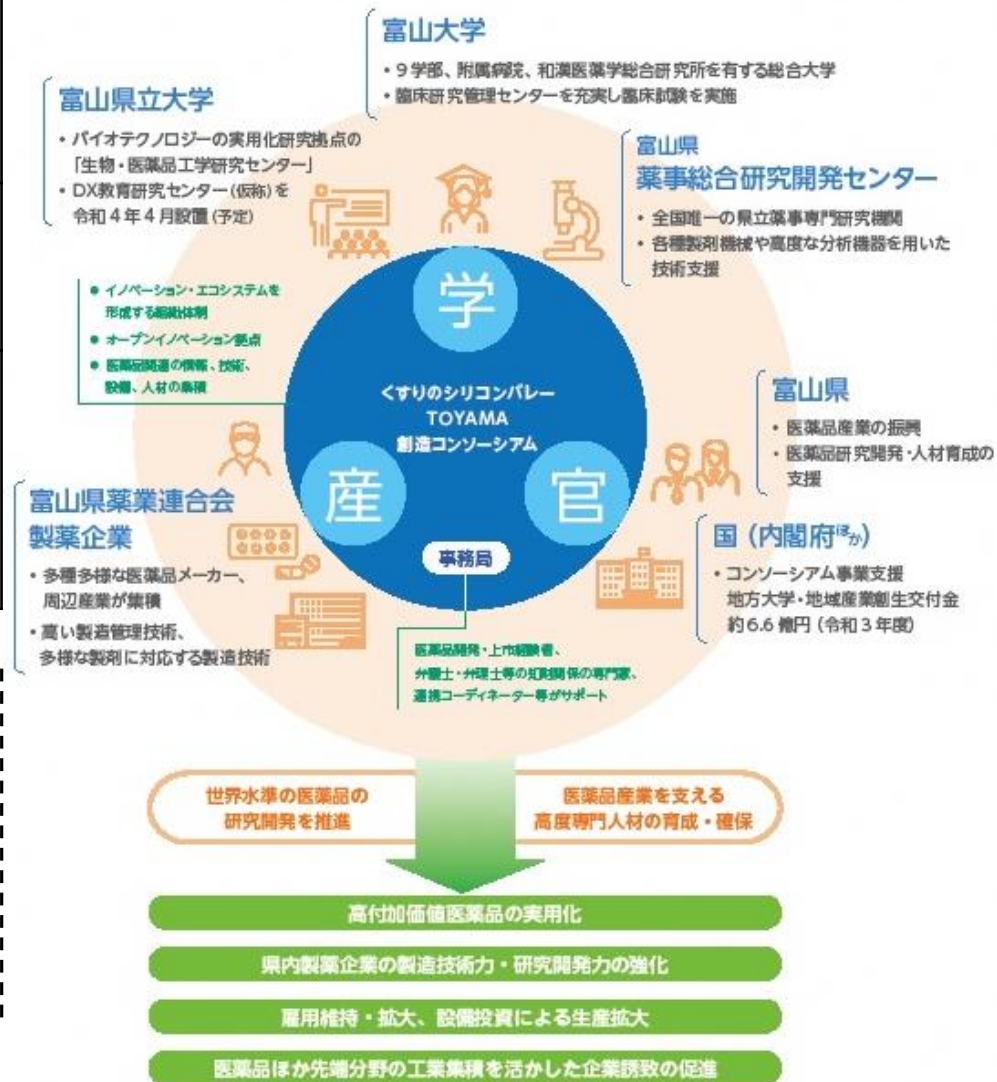 富山大学
・9学部、附属病院、和漢医薬学総合研究所を有する総合大学
・臨床研究管理センターを充実し臨床試験を実施
富山県立大学
・バイオテクノロジーの実用化研究拠点の
「生物・医薬品工学研究センター」
・DX教育研究センター(仮称)を
令和4年4月設置(予定)
富山県
薬事総合研究開発センター
・全国唯一の県立薬事専門研究機関
・各種製剤機械や高度な分析機器を用いた
技術支援
● イノベーション・エコシステムを
形成する組織体制
● オープンイノベーション拠点
● 医薬品関連の情報、技術、
設備、人材の集積
学
くすりのシリコンバレー
TOYAMA
創造コンソーシアム
産
官
事務局
富山県
・医薬品産業の振興
・医薬品研究開発・人材育成の
支援
富山県薬業連合会
製薬企業
・多種多様な医薬品メーカー、
周辺産業が集積
・高い製造管理技術、
多様な製剤に対応する製造技術
国(内閣府ほか)
・コンソーシアム事業支援
地方大学・地域産業創生交付金
約6.6億円(令和3年度)
医薬品開発・上市経験者、
弁護士・弁理士等の知財関係の専門家、
連携コーディネーター等がサポート
世界水準の医薬品の
研究開発を推進
医薬品産業を支える
高度専門人材の育成・確保
高付加価値医薬品の実用化
県内製薬企業の製造技術力・研究開発力の強化
雇用維持・拡大、設備投資による生産拡大
医薬品ほか先端分野の工業集積を活かした企業誘致の促進